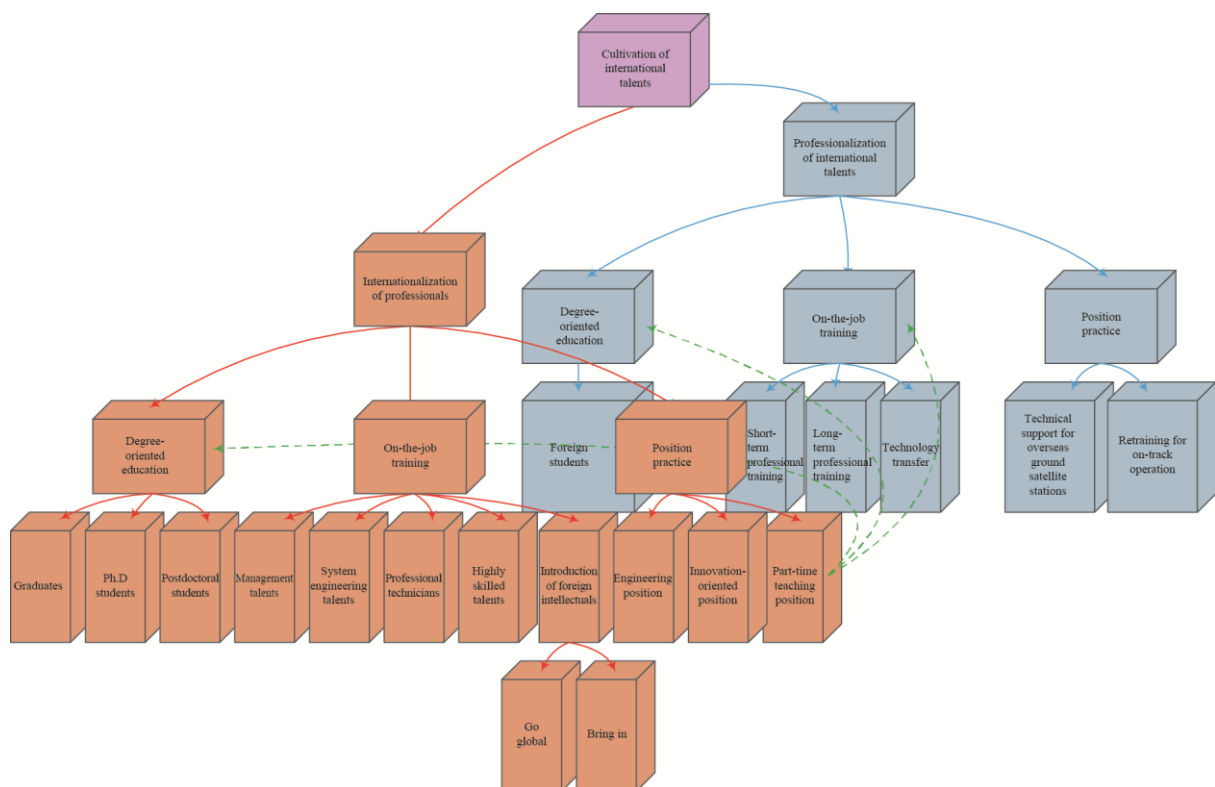 Cultivation of
international
talents
Professionalization
of international
talents
Internationalization
of professionals
Degree-
oriented
education
On-the-job
training
Position
practice
Degree-
oriented
education
On-the-job
training
Position
practice
Foreign
students
Short-
term
professional
training
Long-
term
professional
training
Technology
transfer
Technical
support for
overseas
ground
satellite
stations
Retraining for
on-track
operation
Graduates
Ph.D
students
Postdoctoral
students
Management
talents
System
engineering
talents
Professional
technicians
Highly
skilled
talents
Introduction
of foreign
intellectuals
Engineering
position
Innovation-
oriented
position
Part-time
teaching
position
Go
global
Bring in